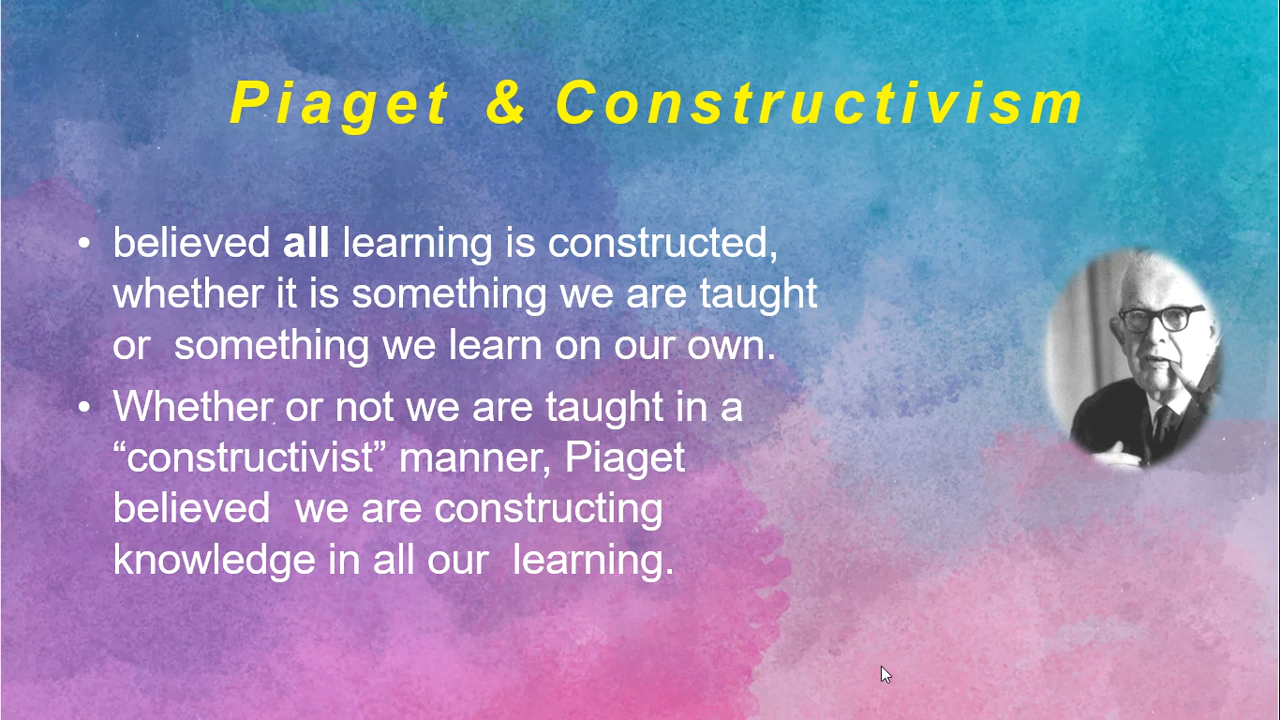 Piaget & Constructivism
• believed all learning is constructed,
whether it is something we are taught
or something we learn on our own.
• Whether or not we are taught in a
“constructivist” manner, Piaget
believed we are constructing
knowledge in all our learning.